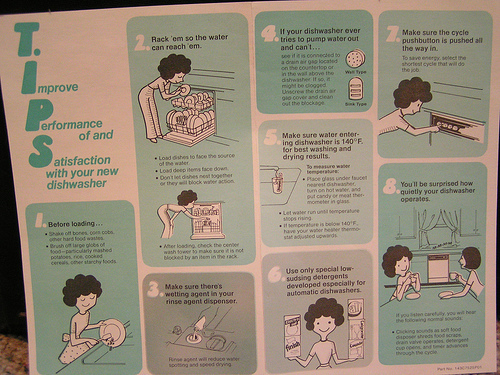 T. Improve
Performance
of and
Satisfaction
with your new
dishwasher
1. Before loading...
• Shake off bones, corn cobs,
other food waste.
• Brush off large globs of
food—particularly mashed
potatoes, rice, cooked
cereals, other starchy foods.
2. Rack 'em so the water
can reach 'em.
• Load dishes to face the source
of the water.
• Load deep items face down.
• Don't let dishes nest together
or they will block water action.
• After loading, check the center
wash tower to make sure it is not
blocked by an item in the rack.
3. Make sure there's
wetting agent in your
rinse agent dispenser.
Rinse agent will reduce water
spotting and speed drying.
4. If your dishwasher ever
tries to pump water out
and can't...
see if it is connected to
a drain air gap located
on the countertop or
in the wall above the
dishwasher. If so, it
might be clogged.
Unscrew the drain air
gap cover and clean
out the blockage.
Wall Type
Sink Type
5. Make sure water enter-
ing dishwasher is 140°F,
for best washing and
drying results.
To measure water
temperature:
• Place glass under faucet
nearest dishwasher,
turn on hot water, and
put candy or meat ther-
mometer in glass.
• Let water run until temperature
stops rising.
• If temperature is below 140°F,
have your water heater thermo-
stat adjusted upwards.
6. Use only special low-
sudsing detergents
developed especially for
automatic dishwashers.
finish
7. Make sure the cycle
pushbutton is pushed all
the way in.
To save energy, select the
shortest cycle that will do
the job.
8. You'll be surprised how
quietly your dishwasher
operates.
If you listen carefully, you will hear
the following normal sounds:
• Clicking sounds as soft food
disposer shreds food scraps,
drain valve operates, detergent
cup opens, and timer advances
through the cycle.
Part No.